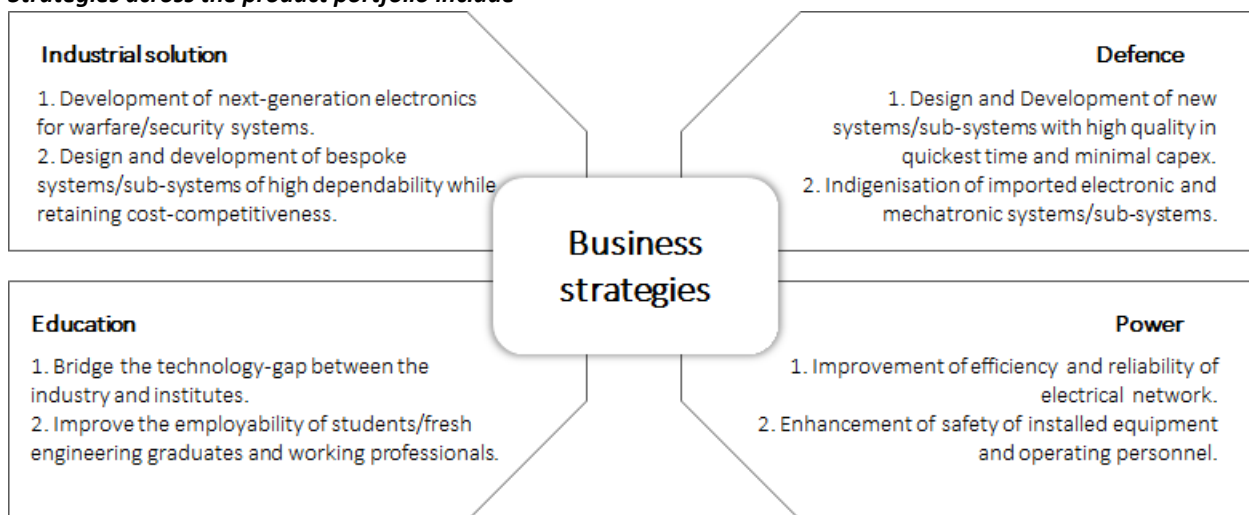 Strategies across the product portfolio include
Industrial solution
1. Development of next-generation electronics
for warfare/security systems.
2. Design and development of bespoke
systems/sub-systems of high dependability while
retaining cost-competitiveness.
Defence
1. Design and Development of new
systems/sub-systems with high quality in
quickest time and minimal capex.
2. Indigenisation of imported electronic and
mechatronic systems/sub-systems.
Business
strategies
Education
1. Bridge the technology-gap between the
industry and institutes.
2. Improve the employability of students/fresh
engineering graduates and working professionals.
Power
1. Improvement of efficiency and reliability of
electrical network.
2. Enhancement of safety of installed equipment
and operating personnel.